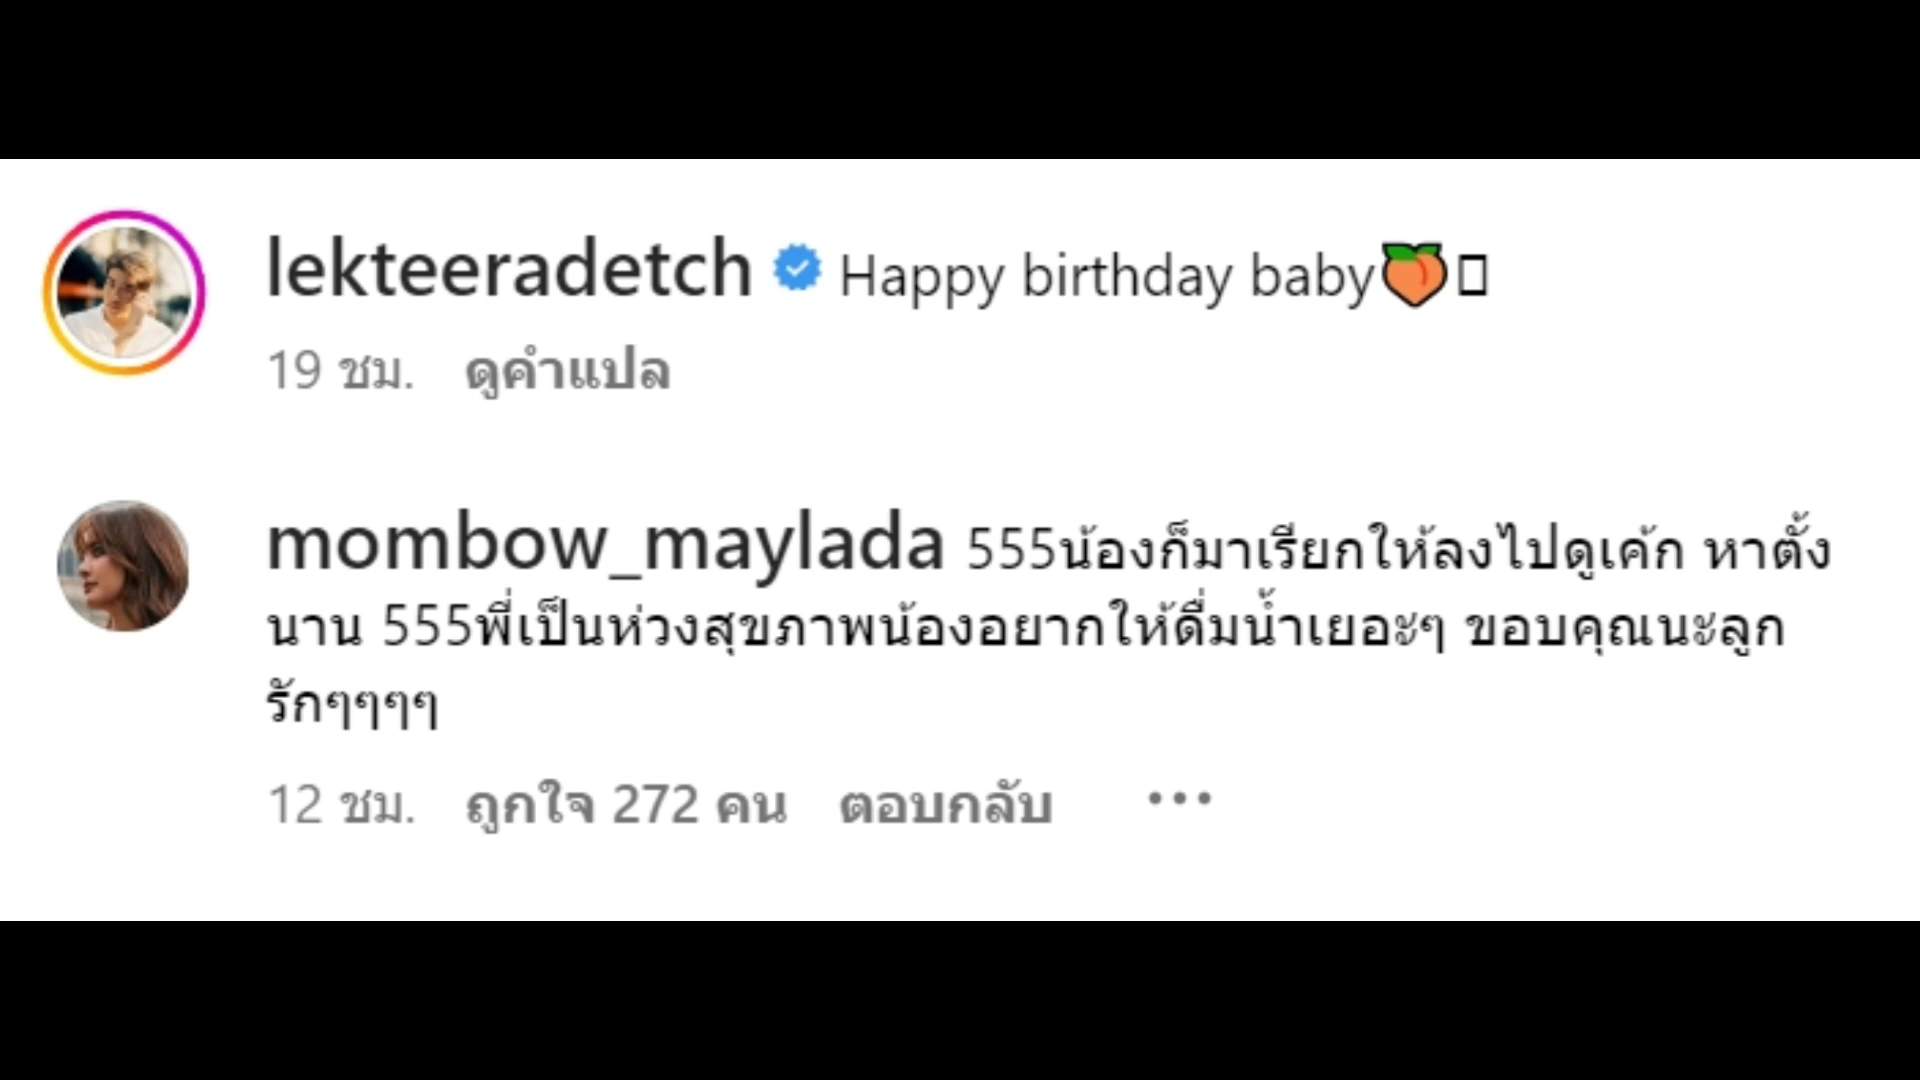 lekteeradetch Happy birthday baby🍑
19 ชม. ดูคำแปล
mombow_maylada 555น้องก็มาเรียกให้ลงไปดูเค้ก หาตั้ง
นาน 555พี่เป็นห่วงสุขภาพน้องอยากให้ดื่มน้ำเยอะๆ ขอบคุณนะลูก
รักๆๆๆๆ
12 ชม. ถูกใจ 272 คน ตอบกลับ ...